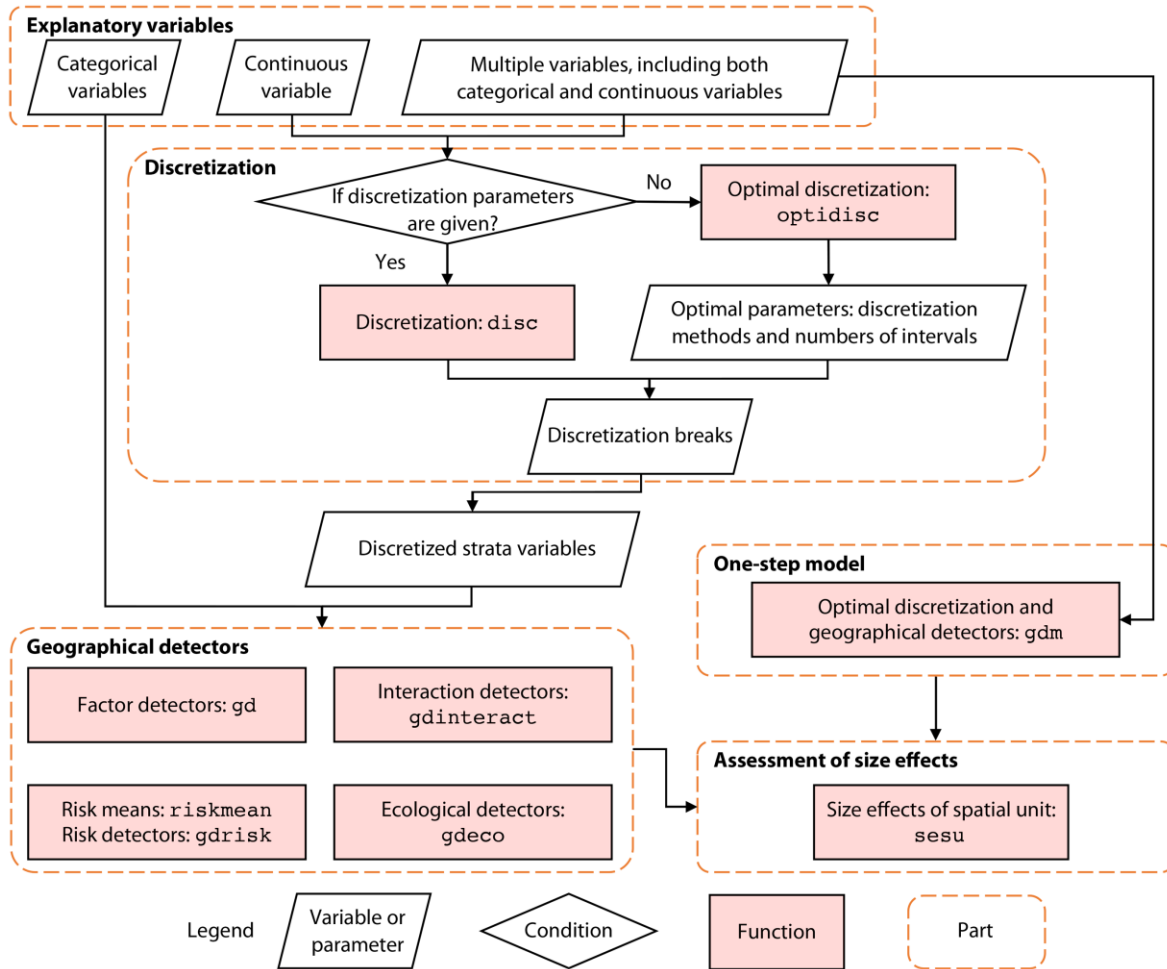 Explanatory variables
Categorical
variables
Continuous
variable
Multiple variables, including both
categorical and continuous variables
Discretization
If discretization parameters
are given?
No
Optimal discretization:
optidisc
Yes
Discretization: disc
Optimal parameters: discretization
methods and numbers of intervals
Discretization breaks
Discretized strata variables
One-step model
Optimal discretization and
geographical detectors: gdm
Geographical detectors
Factor detectors: gd
Interaction detectors:
gdinteract
Risk means: riskmean
Risk detectors: gdrisk
Ecological detectors:
gdeco
Assessment of size effects
Size effects of spatial unit:
sesu
Legend
Variable or
parameter
Condition
Function
Part